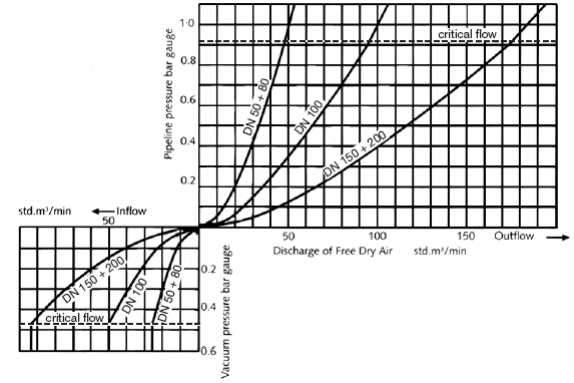 1·0
critical flow
Pipeline pressure bar gauge
0.8
0.6
0.4
0.2
DN 50 + 80
DN 100
DN 150 + 200
std.m³/min
Inflow
50
50
100
150
Outflow
Discharge of Free Dry Air
std.m³/min
DN 150 + 200
DN 100
DN 50 + 80
0.2
0.4
critical flow
0.6
Vacuum pressure bar gauge